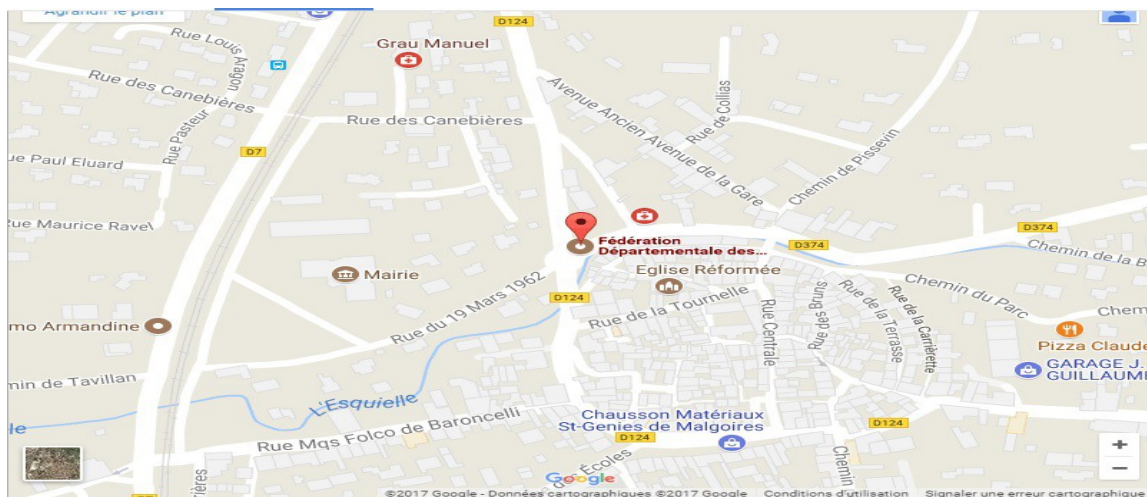 Agrandir le plan
D124
Grau Manuel
Rue Louis
Aragon
Rue des Canebières
Rue des Canebières
Rue Pasteur
D7
Rue Paul Eluard
Rue Maurice Ravel
Avenue Ancien Avenue de la Gare
Rue de Collias
Chemin de Pissevin
Fédération
Départementale des...
D374
D374
Chemin de la B
Mairie
Eglise Réformée
Rue du 19 Mars 1962
D124
Rue de la Tournelle
Rue Centrale
Rue des Bruns
Rue de la Terrasse
Rue de la Carriérette
Chemin du Parc
Chem
mo Armandine
Pizza Claude
GARAGE J.
GUILLAUM
min de Tavillan
L'Esquielle
lle
Rue Mqs Folco de Baroncelli
Chausson Matériaux
St-Genies de Malgoires
D124
D124
des Écoles
Chemin
+
−
Google
©2017 Google - Données cartographiques ©2017 Google Conditions d'utilisation Signaler une erreur cartographique